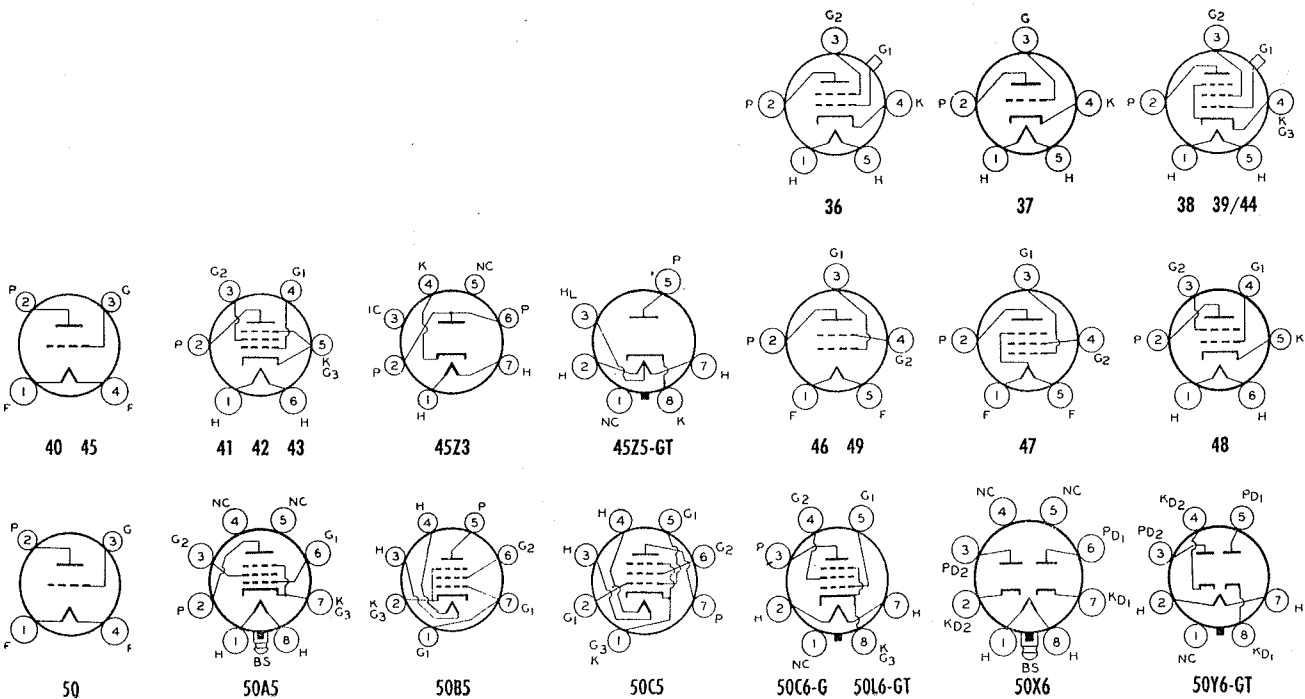 G2
3
G1
P 2
4 K
1
5
H
H
36
G
3
P 2
4 K
1
5
H
H
37
G2
3
G1
P 2
4
K
G3
1
5
H
H
38 39/44
P
2
3
G
1
4
F
F
40 45
G2
3
4
G1
P 2
5
K
G3
1
6
H
H
41 42 43
K
4
5
NC
IC
3
6
P
2
7
P
H
1
H
45Z3
P
5
HL
3
2
7
H
H
1
8
NC
K
45Z5-GT
G1
3
P 2
4
G2
1
5
F
F
46 49
G1
3
P 2
4
G2
1
5
F
F
47
G2
3
4
G1
P 2
5 K
1
6
H
H
48
P
2
3
G
1
4
F
F
50
NC
NC
4
5
G2
3
6
G1
P
2
7
K
G3
1
8
H
H
BS
50A5
H
4
5
P
H
3
6
G2
K
G3
2
7
G1
1
G1
50B5
H
4
5
G1
H
3
6
G2
G1
2
7
P
1
G3
K
50C5
G2
4
5
G1
P
3
6
H
2
7
H
1
8
NC
K
G3
50C6-G 50L6-GT
NC
NC
4
5
3
6
PD1
PD2
2
7
KD1
KD2
1
8
H
H
BS
50X6
KD2
4
5
PD1
PD2
3
6
H
2
7
H
1
8
NC
KD1
50Y6-GT